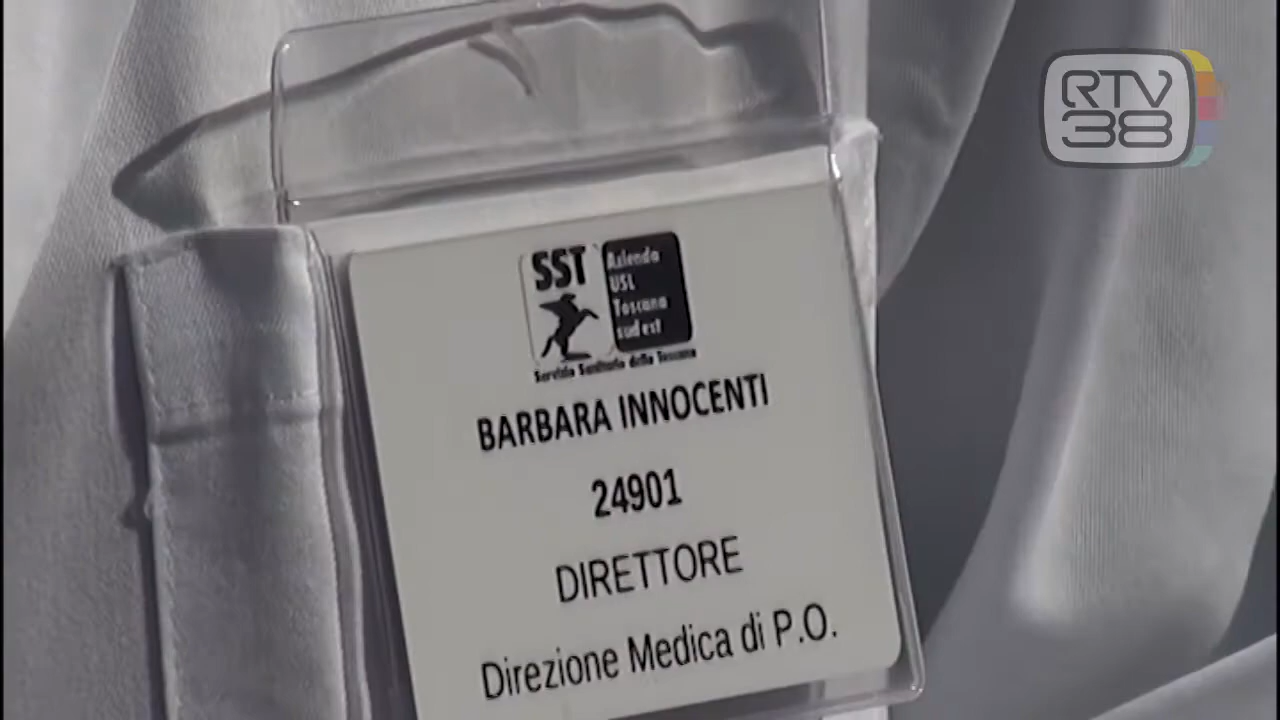 RTV
38
SST
Azienda
USL
Toscana
sud est
Servizio Sanitario della Toscana
BARBARA INNOCENTI
24901
DIRETTORE
Direzione Medica di P.O.